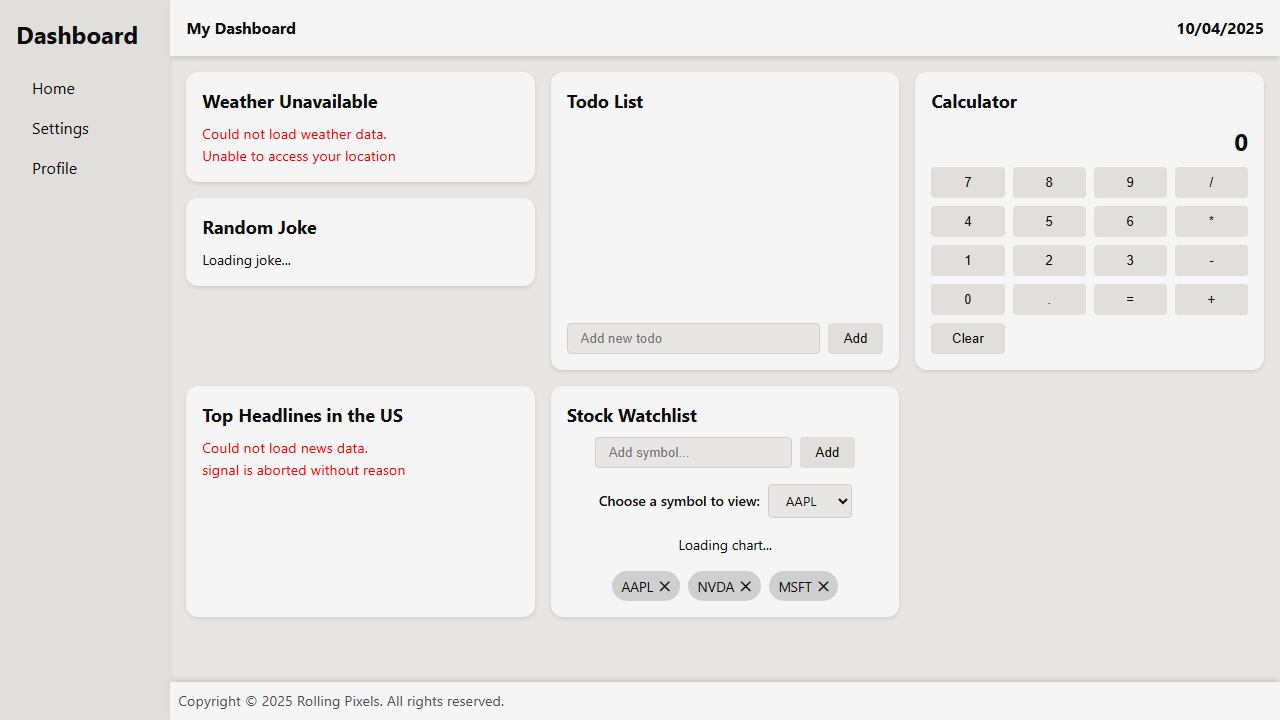 Dashboard
Home
Settings
Profile
My Dashboard
10/04/2025
Weather Unavailable
Could not load weather data.
Unable to access your location
Random Joke
Loading joke...
Todo List
Add new todo
Add
Calculator
0
7 8 9 /
4 5 6 *
1 2 3 -
0 . = +
Clear
Top Headlines in the US
Could not load news data.
signal is aborted without reason
Stock Watchlist
Add symbol...
Add
Choose a symbol to view: AAPL
Loading chart...
AAPL ✕ NVDA ✕ MSFT ✕
Copyright © 2025 Rolling Pixels. All rights reserved.